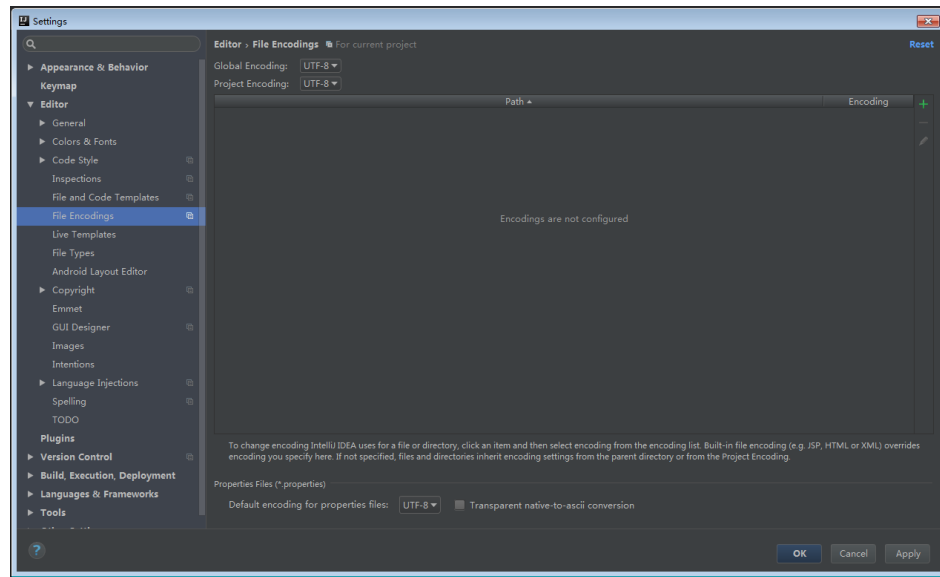 Settings
Editor › File Encodings For current project
Reset
Global Encoding: UTF-8
Project Encoding: UTF-8
Path Encoding
Encodings are not configured
To change encoding IntelliJ IDEA uses for a file or directory, click an item and then select encoding from the encoding list. Built-in file encoding (e.g. JSP, HTML or XML) overrides
encoding you specify here. If not specified, files and directories inherit encoding settings from the parent directory or from the Project Encoding.
Properties Files (*.properties)
Default encoding for properties files: UTF-8 Transparent native-to-ascii conversion
Appearance & Behavior
Keymap
Editor
General
Colors & Fonts
Code Style
Inspections
File and Code Templates
File Encodings
Live Templates
File Types
Android Layout Editor
Copyright
Emmet
GUI Designer
Images
Intentions
Language Injections
Spelling
TODO
Plugins
Version Control
Build, Execution, Deployment
Languages & Frameworks
Tools
?
OK Cancel Apply